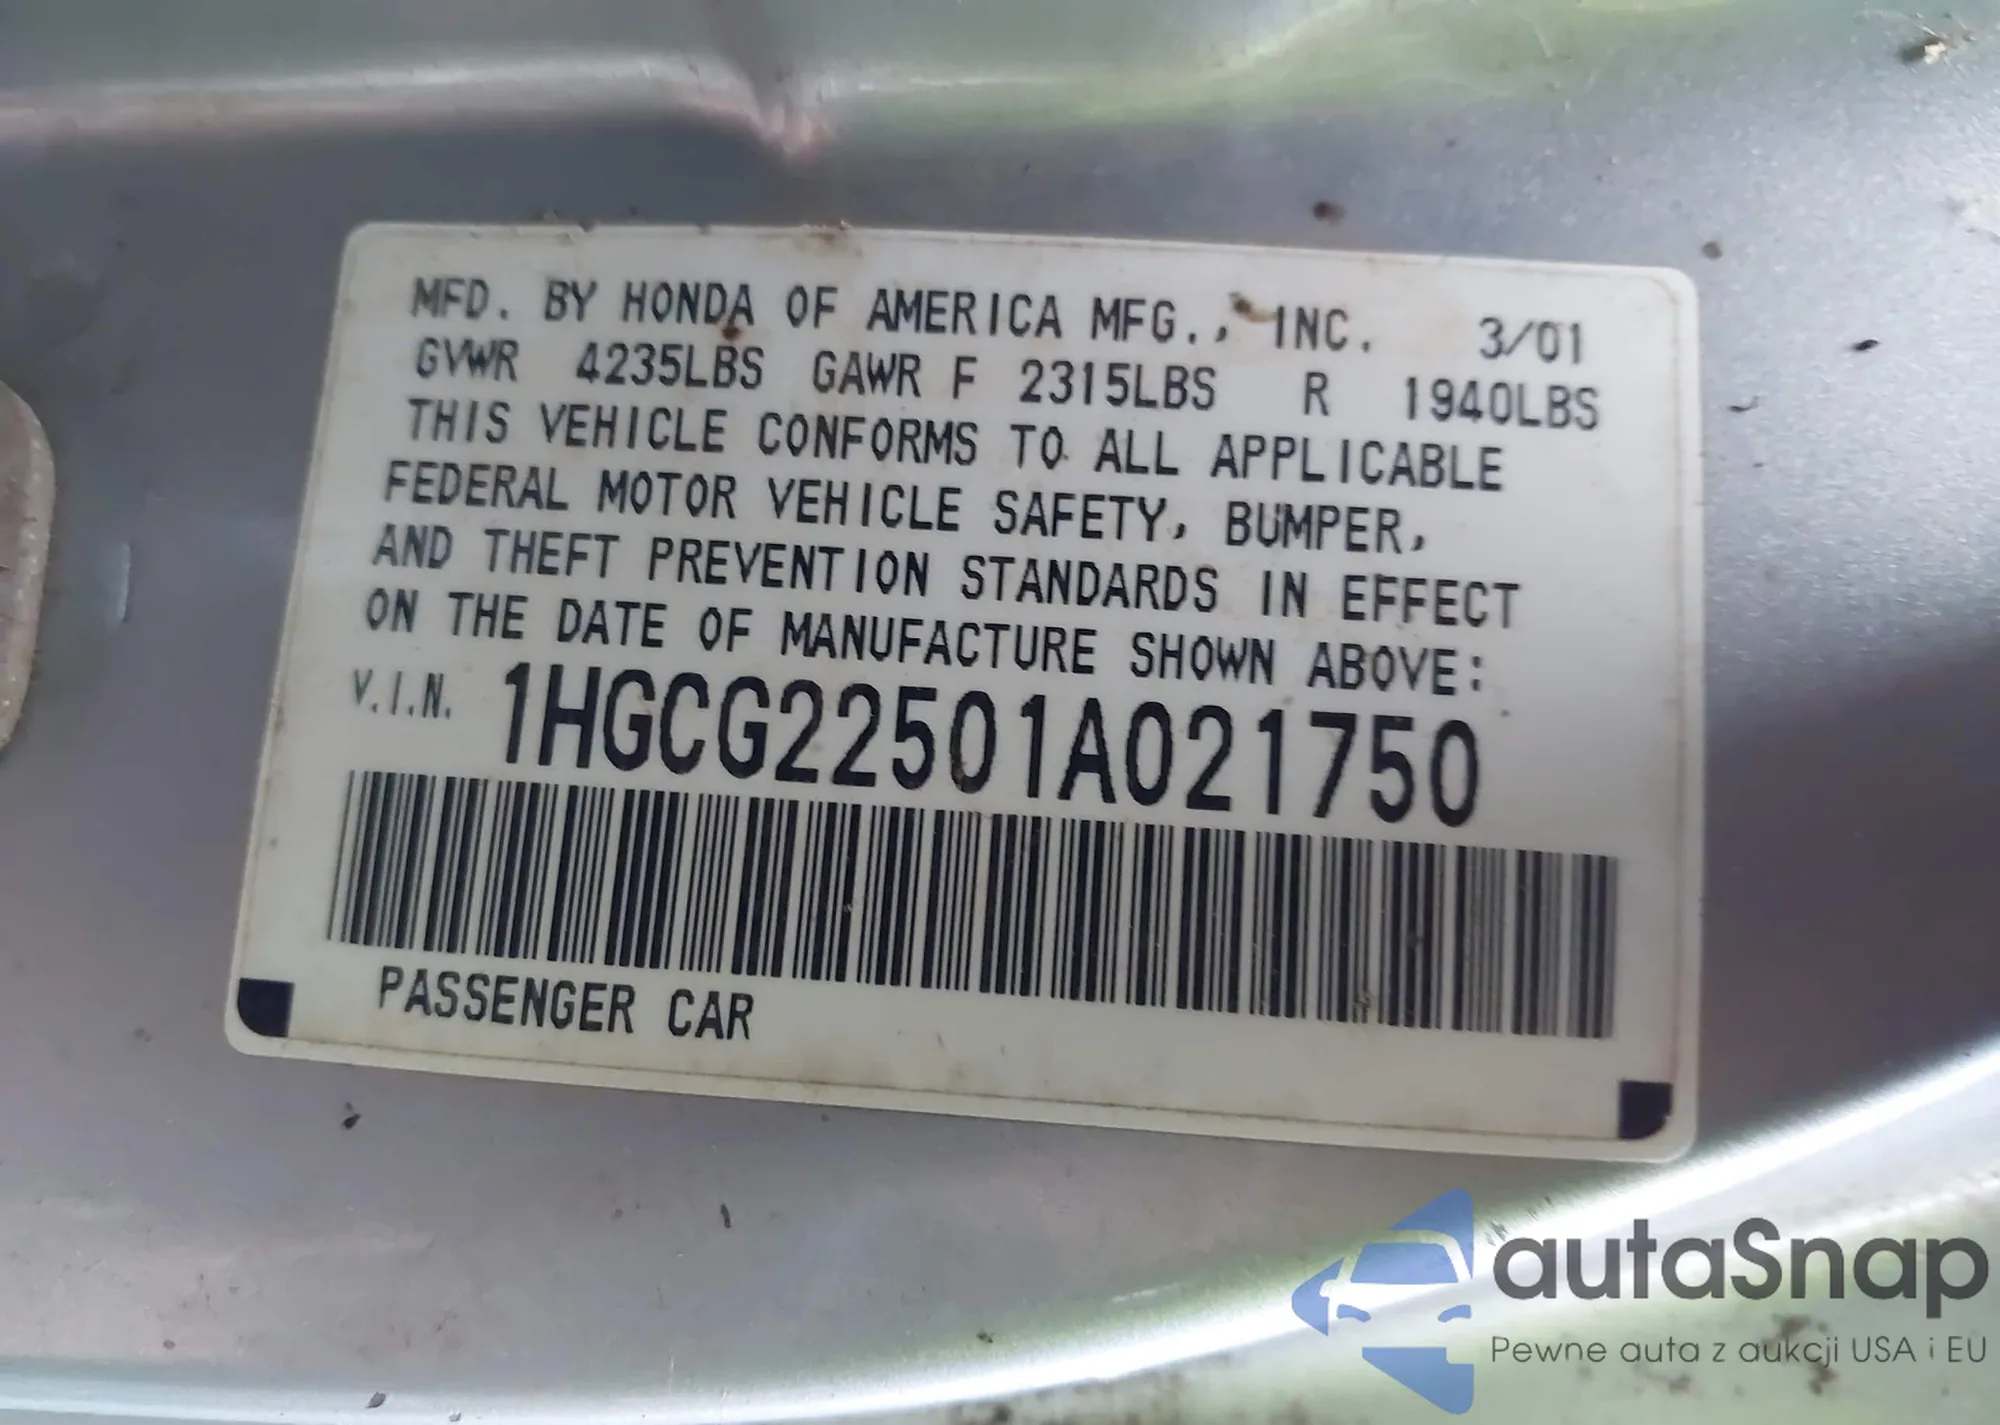 MFD. BY HONDA OF AMERICA MFG., INC. 3/01
GVWR 4235LBS GAWR F 2315LBS R 1940LBS
THIS VEHICLE CONFORMS TO ALL APPLICABLE
FEDERAL MOTOR VEHICLE SAFETY, BUMPER,
AND THEFT PREVENTION STANDARDS IN EFFECT
ON THE DATE OF MANUFACTURE SHOWN ABOVE:
V.I.N. 1HGCG22501A021750
PASSENGER CAR
autaSnap
Pewne auta z aukcji USA i EU